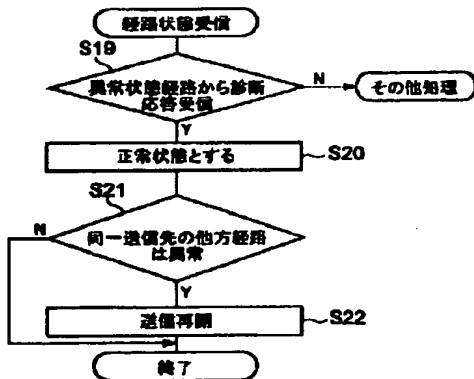 経路状態受信
S19
異常状態経路から診断
応答受信
N
その他処理
Y
正常状態とする
S20
S21
N
同一送信先の他方経路
は異常
Y
送信再開
S22
終了